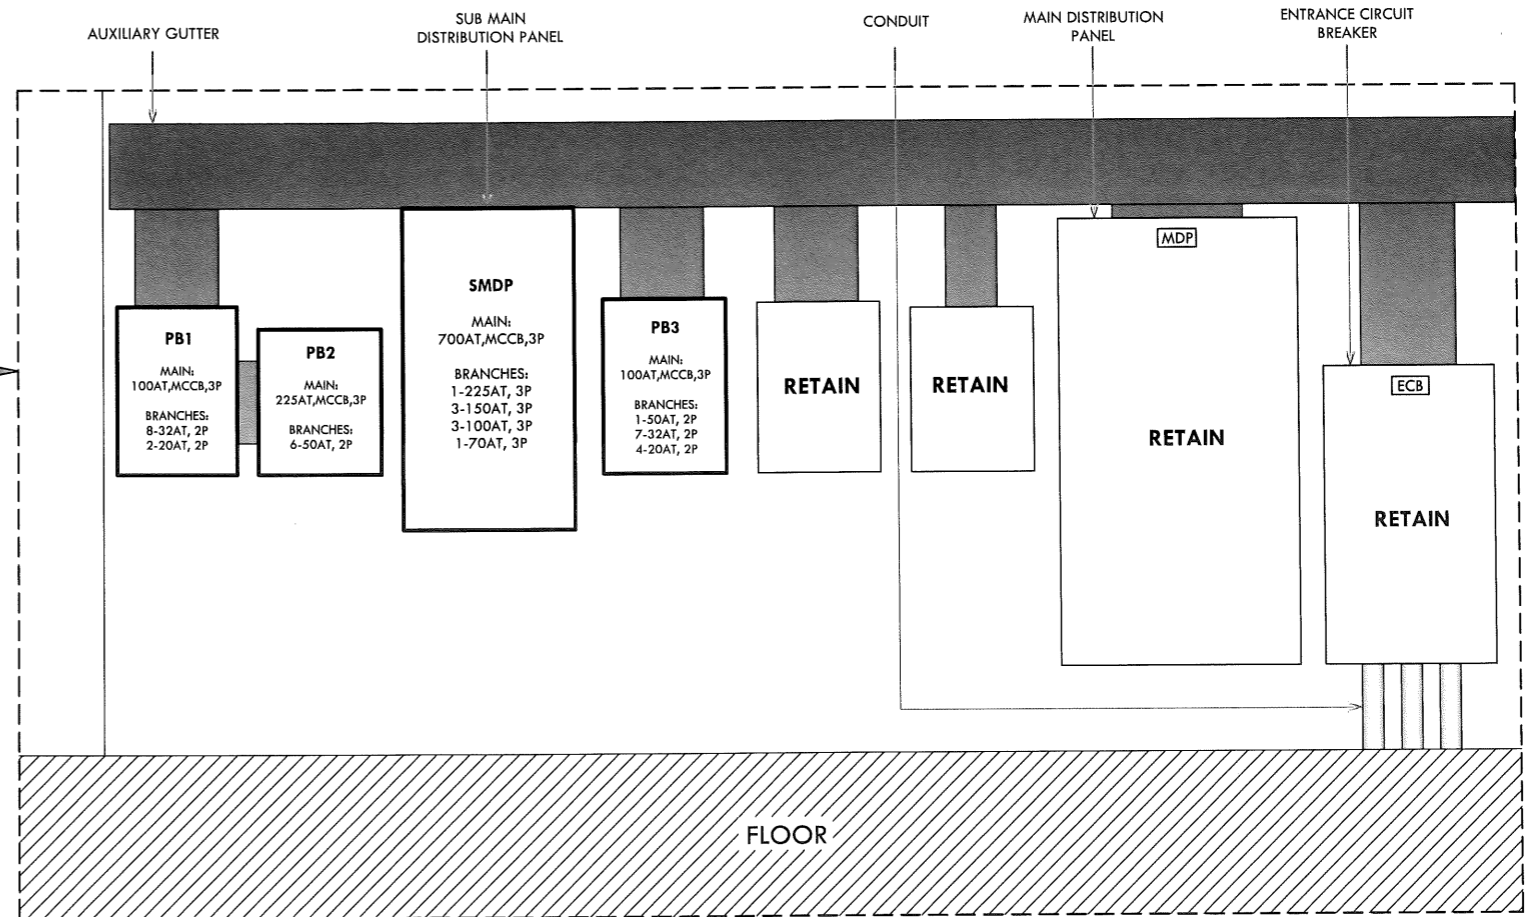 AUXILIARY GUTTER
SUB MAIN
DISTRIBUTION PANEL
CONDUIT
MAIN DISTRIBUTION
PANEL
ENTRANCE CIRCUIT
BREAKER
PB1
MAIN:
100AT,MCCB,3P
BRANCHES:
8-32AT, 2P
2-20AT, 2P
PB2
MAIN:
225AT,MCCB,3P
BRANCHES:
6-50AT, 2P
SMDP
MAIN:
700AT,MCCB,3P
BRANCHES:
1-225AT, 3P
3-150AT, 3P
3-100AT, 3P
1-70AT, 3P
PB3
MAIN:
100AT,MCCB,3P
BRANCHES:
1-50AT, 2P
7-32AT, 2P
4-20AT, 2P
RETAIN
RETAIN
MDP
RETAIN
ECB
RETAIN
FLOOR